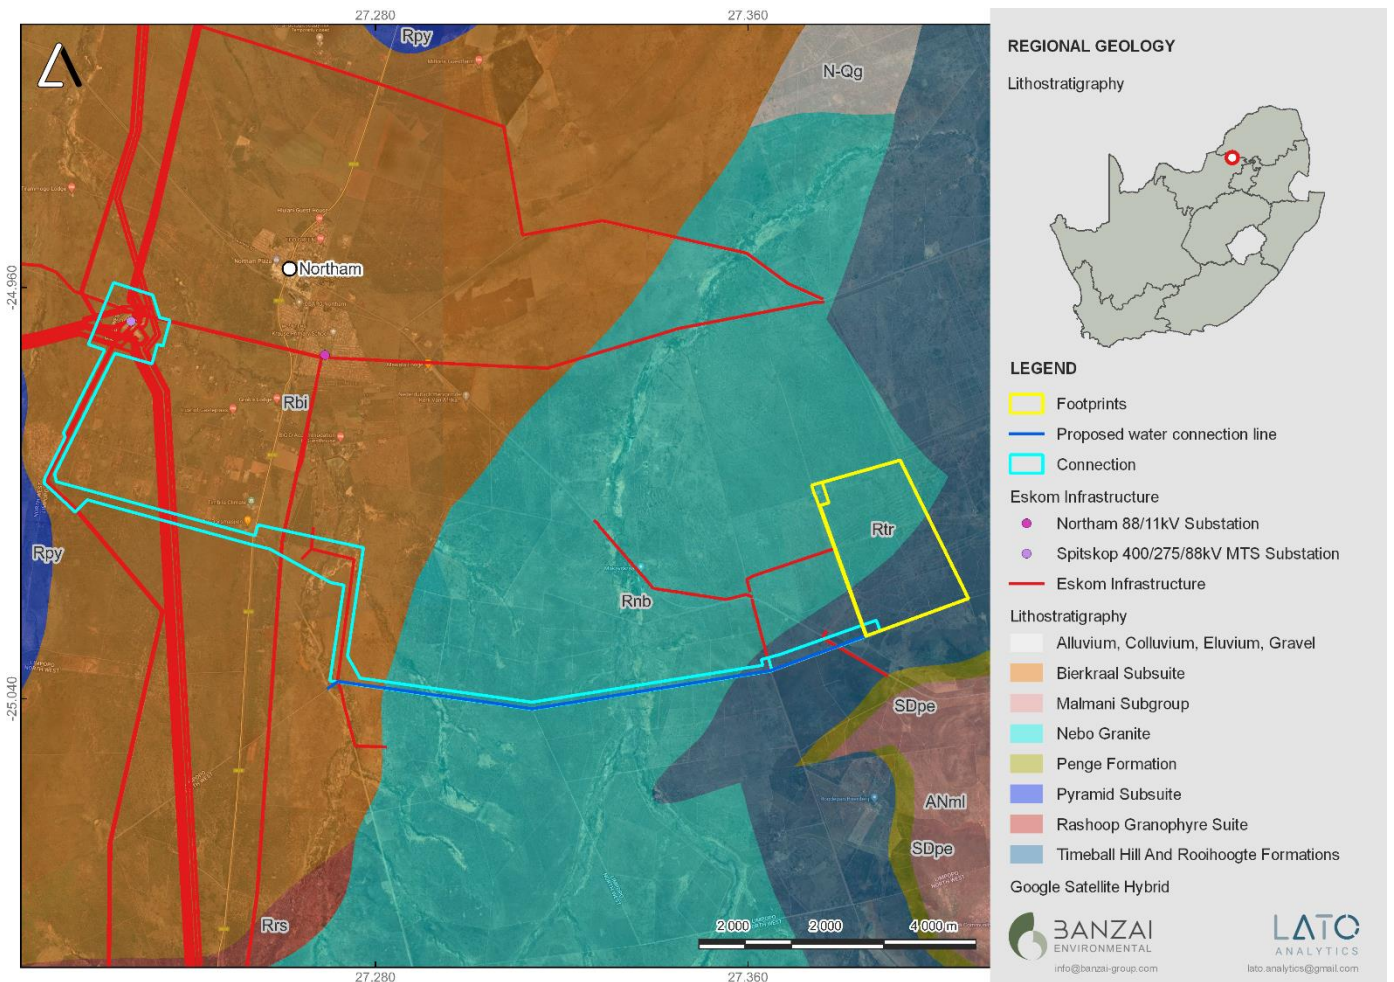 27.280
27.360
Rpy
N-Qg
-24.960
Northam
Rbi
Rpy
Rtr
Rnb
-25.040
SDpe
ANml
SDpe
Rrs
2 000
2 000
4 000 m
27.280
27.360
REGIONAL GEOLOGY
Lithostratigraphy
LEGEND
Footprints
Proposed water connection line
Connection
Eskom Infrastructure
Northam 88/11kV Substation
Spitskop 400/275/88kV MTS Substation
Eskom Infrastructure
Lithostratigraphy
Alluvium, Colluvium, Eluvium, Gravel
Bierkraal Subsuite
Malmani Subgroup
Nebo Granite
Penge Formation
Pyramid Subsuite
Rashoop Granophyre Suite
Timeball Hill And Rooihoogte Formations
Google Satellite Hybrid
BANZAI
ENVIRONMENTAL
info@banzai-group.com
LATO
ANALYTICS
lato.analytics@gmail.com